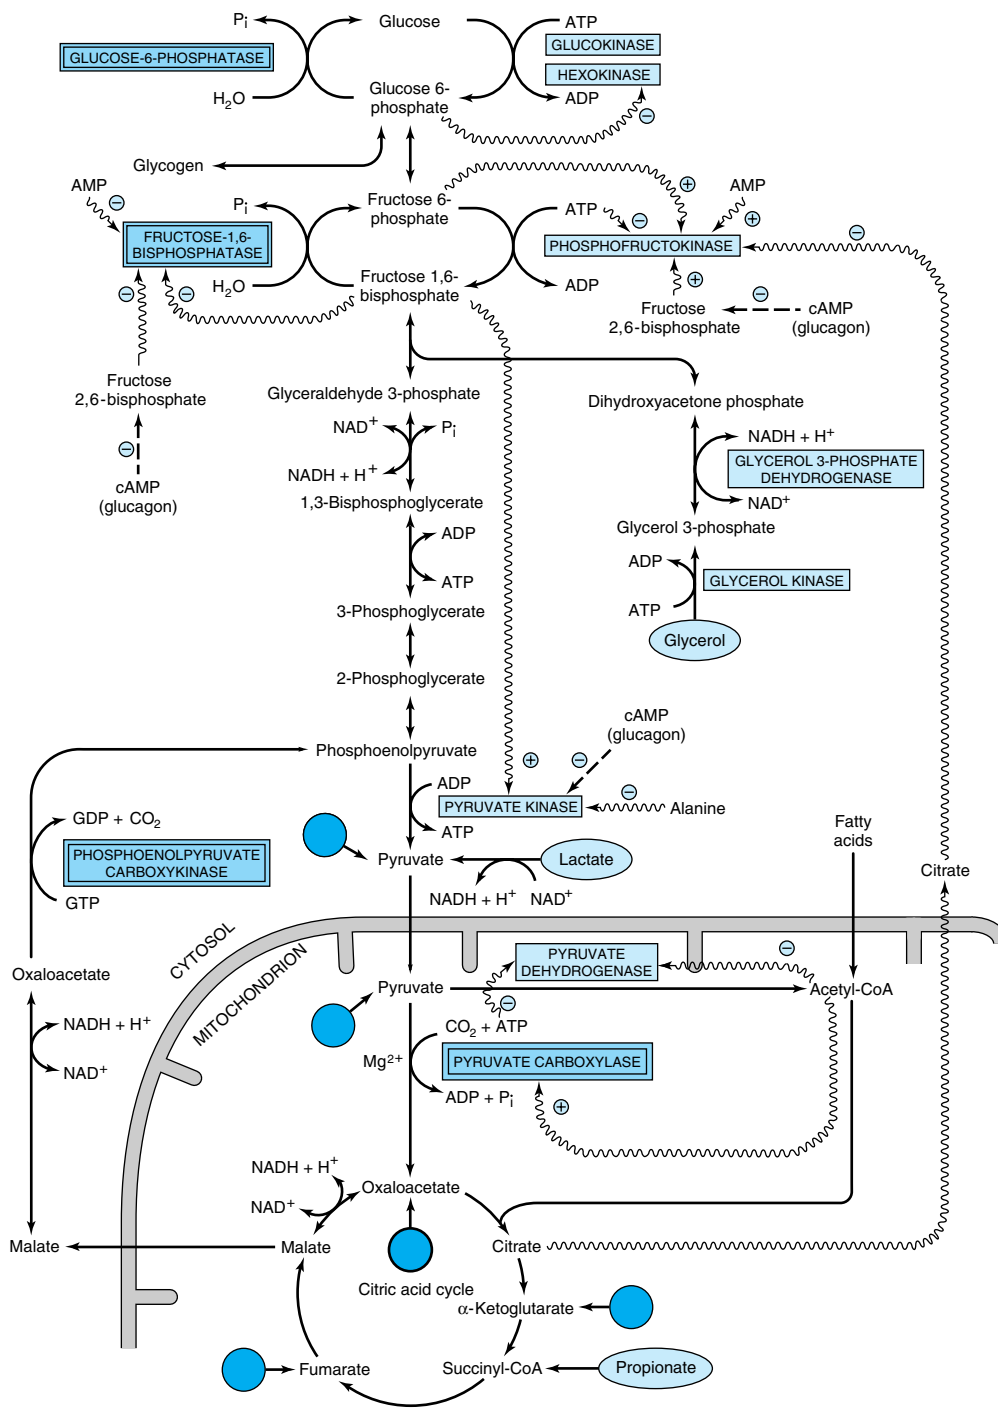 Pi
Glucose
ATP
GLUCOSE-6-PHOSPHATASE
GLUCOKINASE
HEXOKINASE
H2O
Glucose 6-
phosphate
ADP
−
Glycogen
AMP
−
Pi
Fructose 6-
phosphate
+
ATP
−
AMP
+
−
FRUCTOSE-1,6-
BISPHOSPHATASE
PHOSPHOFRUCTOKINASE
−
−
H2O
Fructose 1,6-
bisphosphate
ADP
+
Fructose
2,6-bisphosphate
−
cAMP
(glucagon)
Fructose
2,6-bisphosphate
−
cAMP
(glucagon)
Glyceraldehyde 3-phosphate
Dihydroxyacetone phosphate
NAD+
Pi
NADH + H+
NADH + H+
GLYCEROL 3-PHOSPHATE
DEHYDROGENASE
NAD+
1,3-Bisphosphoglycerate
Glycerol 3-phosphate
ADP
ATP
ADP
GLYCEROL KINASE
ATP
3-Phosphoglycerate
Glycerol
2-Phosphoglycerate
cAMP
(glucagon)
Phosphoenolpyruvate
+
−
ADP
−
PYRUVATE KINASE
Alanine
ATP
GDP + CO2
PHOSPHOENOLPYRUVATE
CARBOXYKINASE
GTP
Pyruvate
Lactate
NADH + H+
NAD+
Fatty
acids
Citrate
CYTOSOL
MITOCHONDRION
Oxaloacetate
PYRUVATE
DEHYDROGENASE
−
Pyruvate
−
Acetyl-CoA
NADH + H+
NAD+
CO2 + ATP
Mg2+
PYRUVATE CARBOXYLASE
ADP + Pi
+
NADH + H+
NAD+
Oxaloacetate
Malate
Malate
Citrate
Citric acid cycle
α-Ketoglutarate
Fumarate
Succinyl-CoA
Propionate